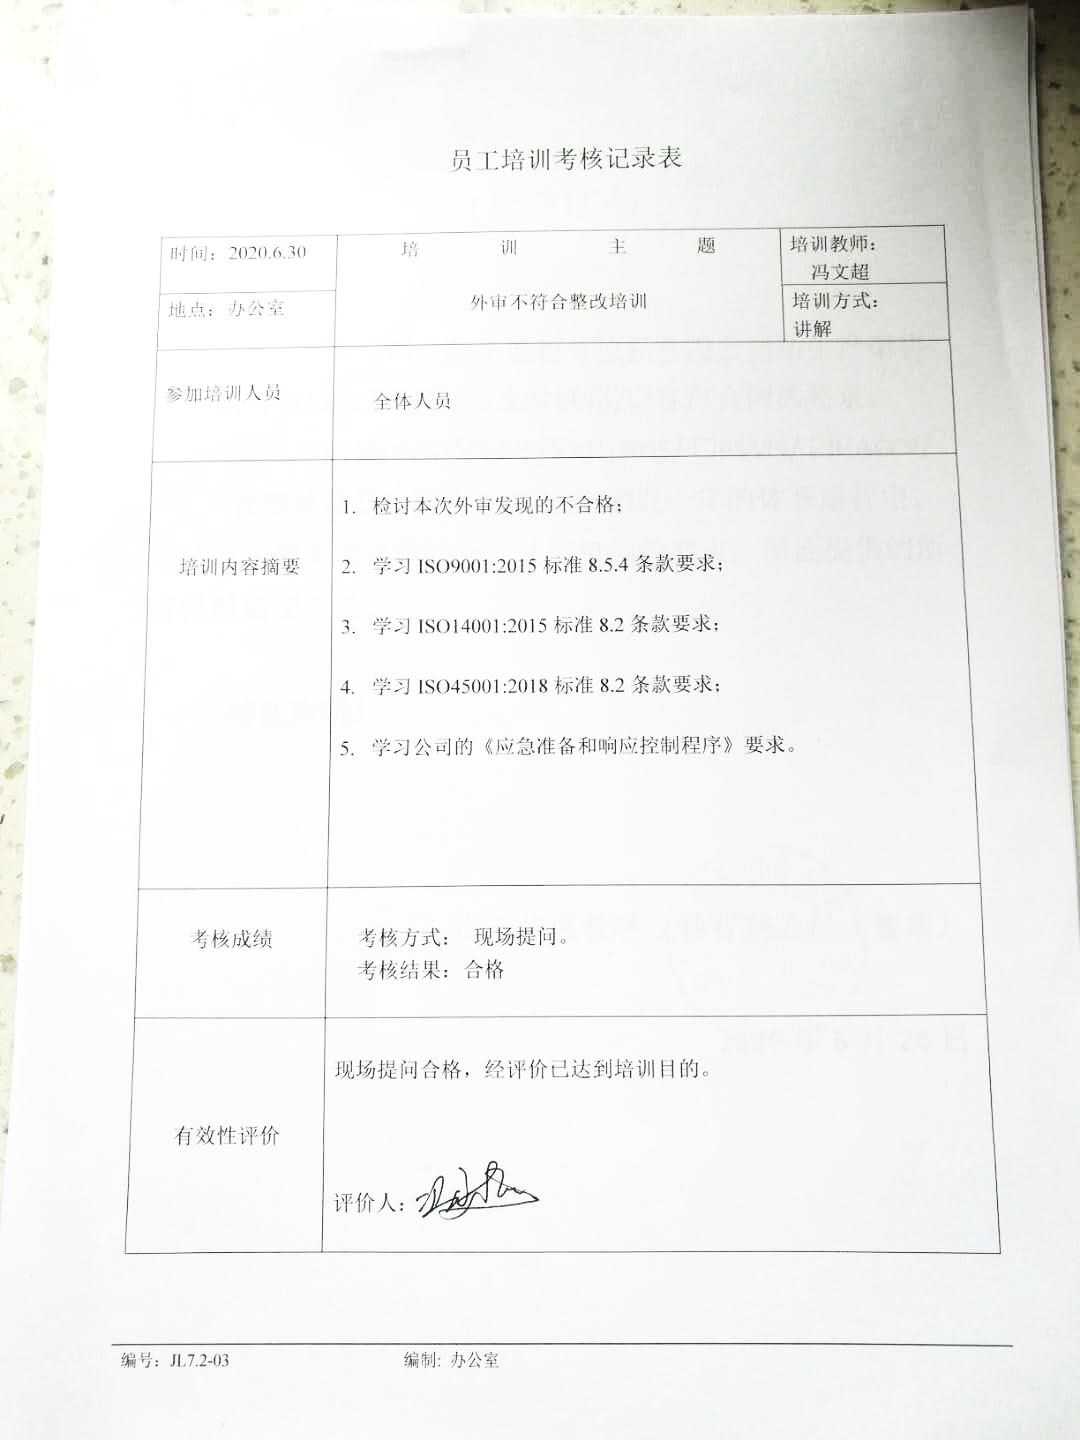 员工培训考核记录表
时间：2020.6.30
培 训 主 题
培训教师：
冯文超
地点：办公室
外审不符合整改培训
培训方式：
讲解
参加培训人员
全体人员
培训内容摘要
1. 检讨本次外审发现的不合格；
2. 学习 ISO9001:2015 标准 8.5.4 条款要求；
3. 学习 ISO14001:2015 标准 8.2 条款要求；
4. 学习 ISO45001:2018 标准 8.2 条款要求；
5. 学习公司的《应急准备和响应控制程序》要求。
考核成绩
考核方式： 现场提问。
考核结果：合格
有效性评价
现场提问合格，经评价已达到培训目的。
评价人：
编号：JL7.2-03
编制: 办公室